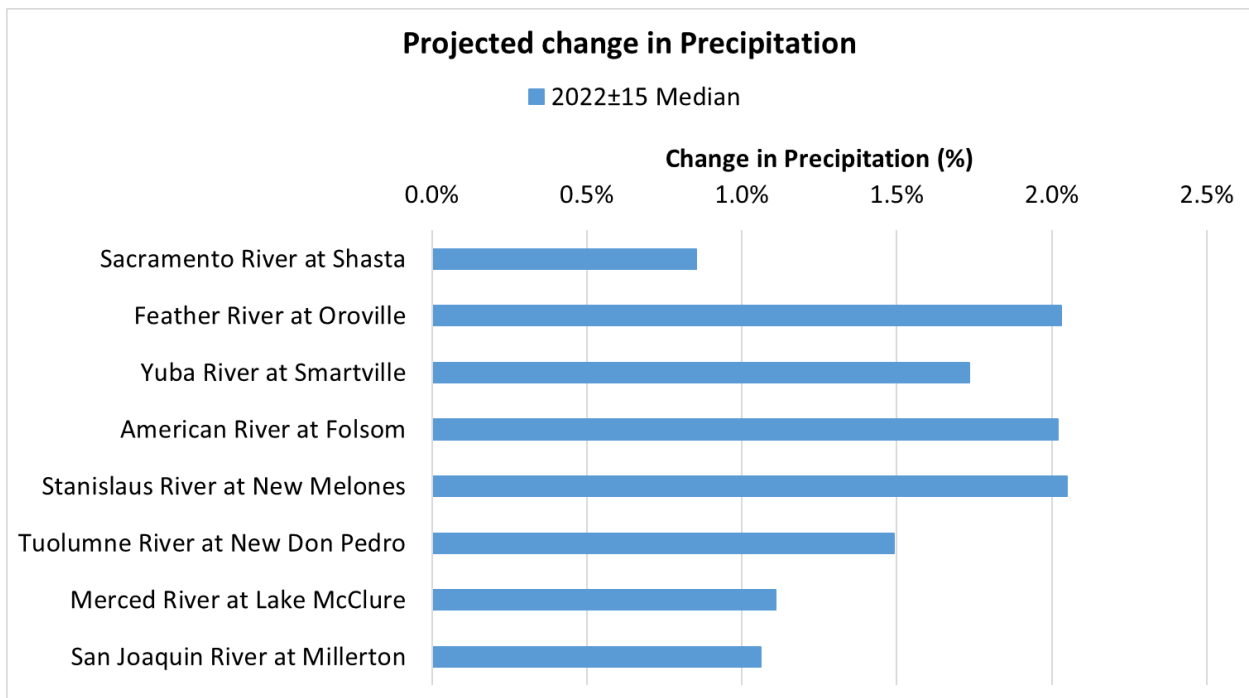 Projected change in Precipitation
2022±15 Median
Change in Precipitation (%)
0.0% 0.5% 1.0% 1.5% 2.0% 2.5%
Sacramento River at Shasta
Feather River at Oroville
Yuba River at Smartville
American River at Folsom
Stanislaus River at New Melones
Tuolumne River at New Don Pedro
Merced River at Lake McClure
San Joaquin River at Millerton